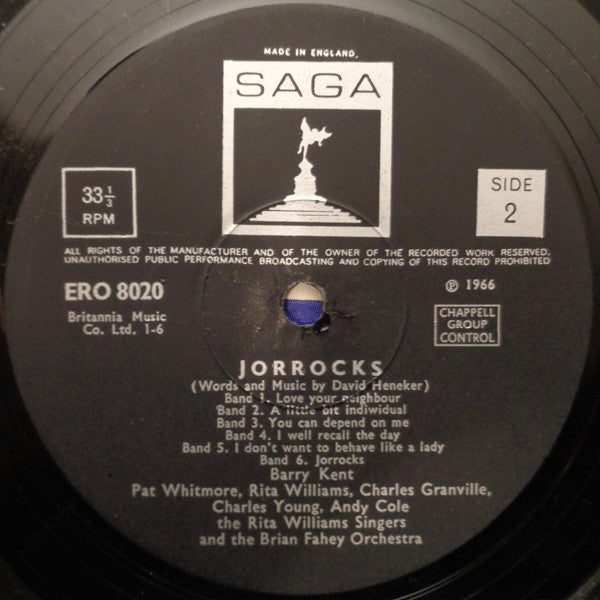 MADE IN ENGLAND.
SAGA
33⅓
RPM
SIDE
2
ALL RIGHTS OF THE MANUFACTURER AND OF THE OWNER OF THE RECORDED WORK RESERVED.
UNAUTHORISED PUBLIC PERFORMANCE BROADCASTING AND COPYING OF THIS RECORD PROHIBITED
ERO 8020
℗ 1966
Britannia Music
Co. Ltd. 1-6
CHAPPELL
GROUP
CONTROL
JORROCKS
(Words and Music by David Heneker)
Band 1. Love your neighbour
Band 2. A little bit indiwidual
Band 3. You can depend on me
Band 4. I well recall the day
Band 5. I don't want to behave like a lady
Band 6. Jorrocks
Barry Kent
Pat Whitmore, Rita Williams, Charles Granville,
Charles Young, Andy Cole
the Rita Williams Singers
and the Brian Fahey Orchestra